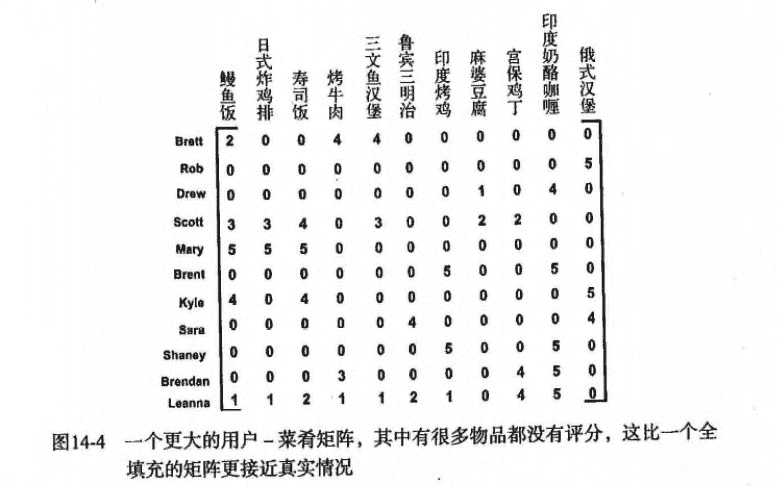 鳗鱼饭 日式炸鸡排 寿司饭 烤牛肉 三文鱼汉堡 鲁宾三明治 印度烤鸡 麻婆豆腐 宫保鸡丁 印度奶酪咖喱 俄式汉堡
Brett 2 0 0 4 4 0 0 0 0 0 0
Rob 0 0 0 0 0 0 0 0 0 0 5
Drew 0 0 0 0 0 0 0 1 0 4 0
Scott 3 3 4 0 3 0 0 2 2 0 0
Mary 5 5 5 0 0 0 0 0 0 0 0
Brent 0 0 0 0 0 0 5 0 0 5 0
Kyle 4 0 4 0 0 0 0 0 0 0 5
Sara 0 0 0 0 0 4 0 0 0 0 4
Shaney 0 0 0 0 0 0 5 0 0 5 0
Brendan 0 0 0 3 0 0 0 0 4 5 0
Leanna 1 1 2 1 1 2 1 0 4 5 0
图14-4 一个更大的用户-菜肴矩阵，其中有很多物品都没有评分，这比一个全
填充的矩阵更接近真实情况